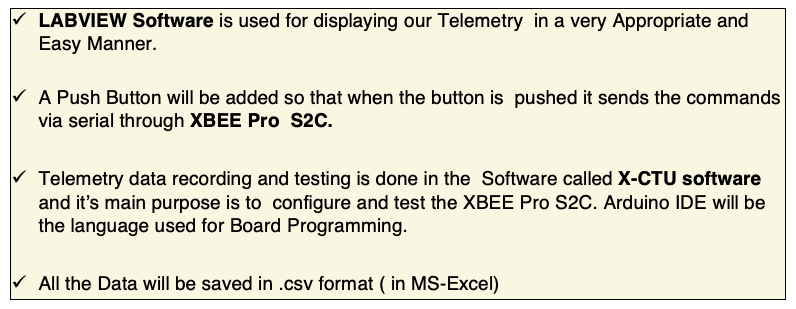 ✓ LABVIEW Software is used for displaying our Telemetry in a very Appropriate and
Easy Manner.
✓ A Push Button will be added so that when the button is pushed it sends the commands
via serial through XBEE Pro S2C.
✓ Telemetry data recording and testing is done in the Software called X-CTU software
and it’s main purpose is to configure and test the XBEE Pro S2C. Arduino IDE will be
the language used for Board Programming.
✓ All the Data will be saved in .csv format ( in MS-Excel)